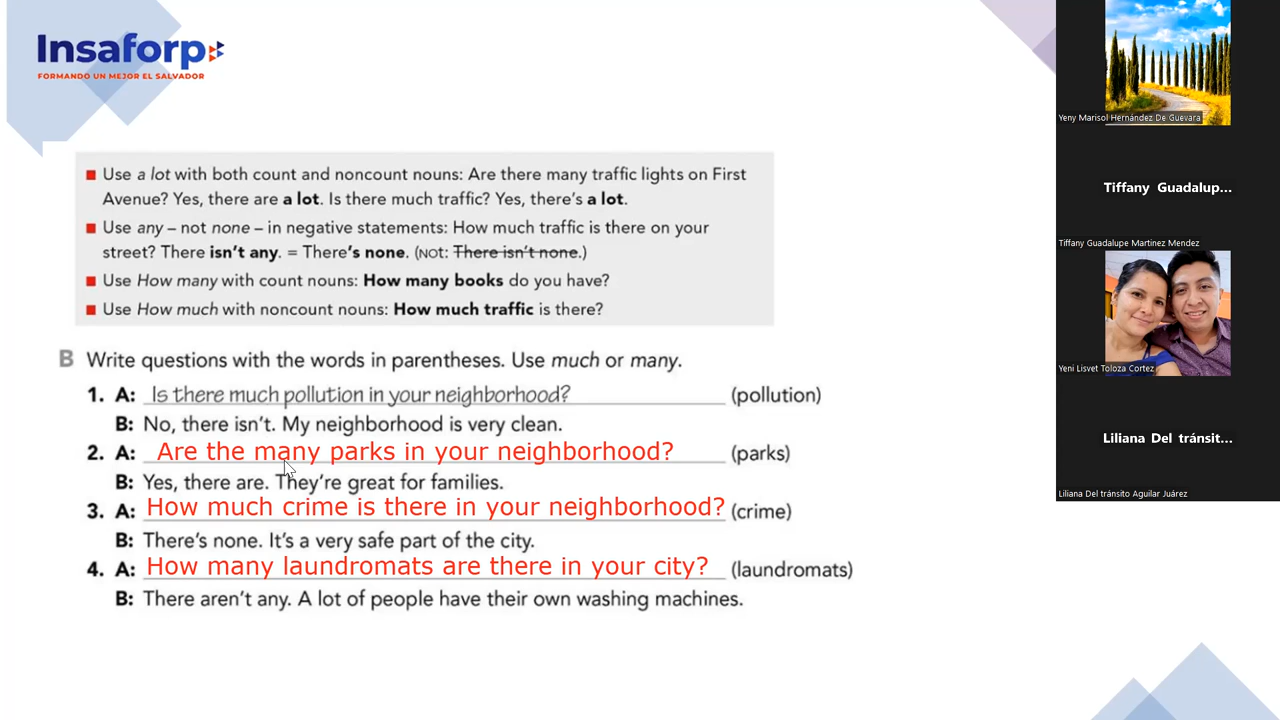 Insaforp
FORMANDO UN MEJOR EL SALVADOR
Use a lot with both count and noncount nouns: Are there many traffic lights on First
Avenue? Yes, there are a lot. Is there much traffic? Yes, there's a lot.
Use any – not none – in negative statements: How much traffic is there on your
street? There isn't any. = There's none. (NOT: There isn't none.)
Use How many with count nouns: How many books do you have?
Use How much with noncount nouns: How much traffic is there?
B Write questions with the words in parentheses. Use much or many.
1. A: Is there much pollution in your neighborhood? (pollution)
B: No, there isn't. My neighborhood is very clean.
2. A: Are the many parks in your neighborhood? (parks)
B: Yes, there are. They're great for families.
3. A: How much crime is there in your neighborhood? (crime)
B: There's none. It's a very safe part of the city.
4. A: How many laundromats are there in your city? (laundromats)
B: There aren't any. A lot of people have their own washing machines.
Yeny Marisol Hernández De Guevara
Tiffany Guadalup...
Tiffany Guadalupe Martinez Mendez
Yeni Lisvet Toloza Cortez
Liliana Del tránsit...
Liliana Del tránsito Aguilar Juárez